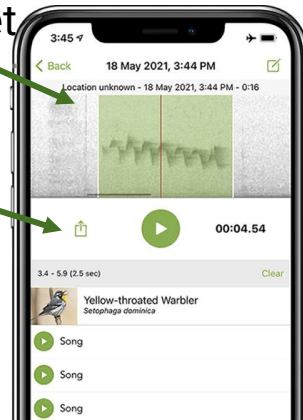 3:45
Back 18 May 2021, 3:44 PM
Location unknown - 18 May 2021, 3:44 PM - 0:16
00:04.54
3.4 - 5.9 (2.5 sec) Clear
Yellow-throated Warbler
Setophaga dominica
Song
Song
Song